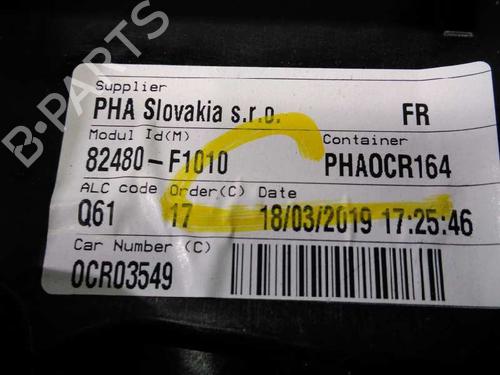 B-PARTS
Supplier
PHA Slovakia s.r.o. FR
Modul Id(M) Container
82480-F1010 PHAOCR164
ALC code Order(C) Date
Q61 17 18/03/2019 17:25:46
Car Number (C)
0CR03549